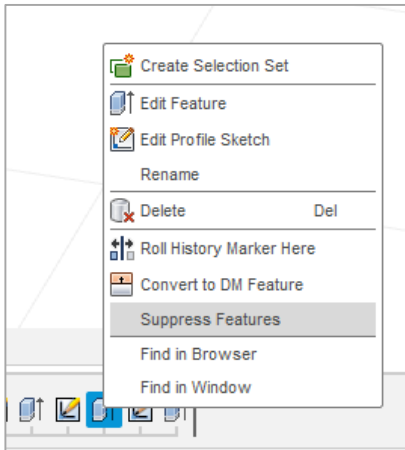 Create Selection Set
Edit Feature
Edit Profile Sketch
Rename
Delete Del
Roll History Marker Here
Convert to DM Feature
Suppress Features
Find in Browser
Find in Window